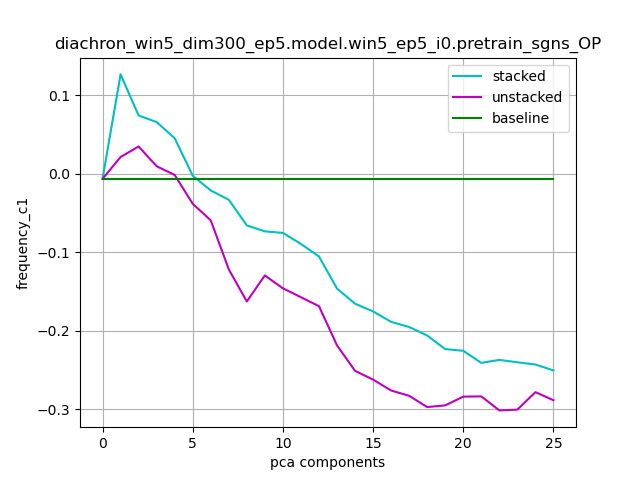 diachron_win5_dim300_ep5.model.win5_ep5_i0.pretrain_sgns_OP
stacked
unstacked
baseline
frequency_c1
0.1
0.0
−0.1
−0.2
−0.3
0
5
10
15
20
25
pca components